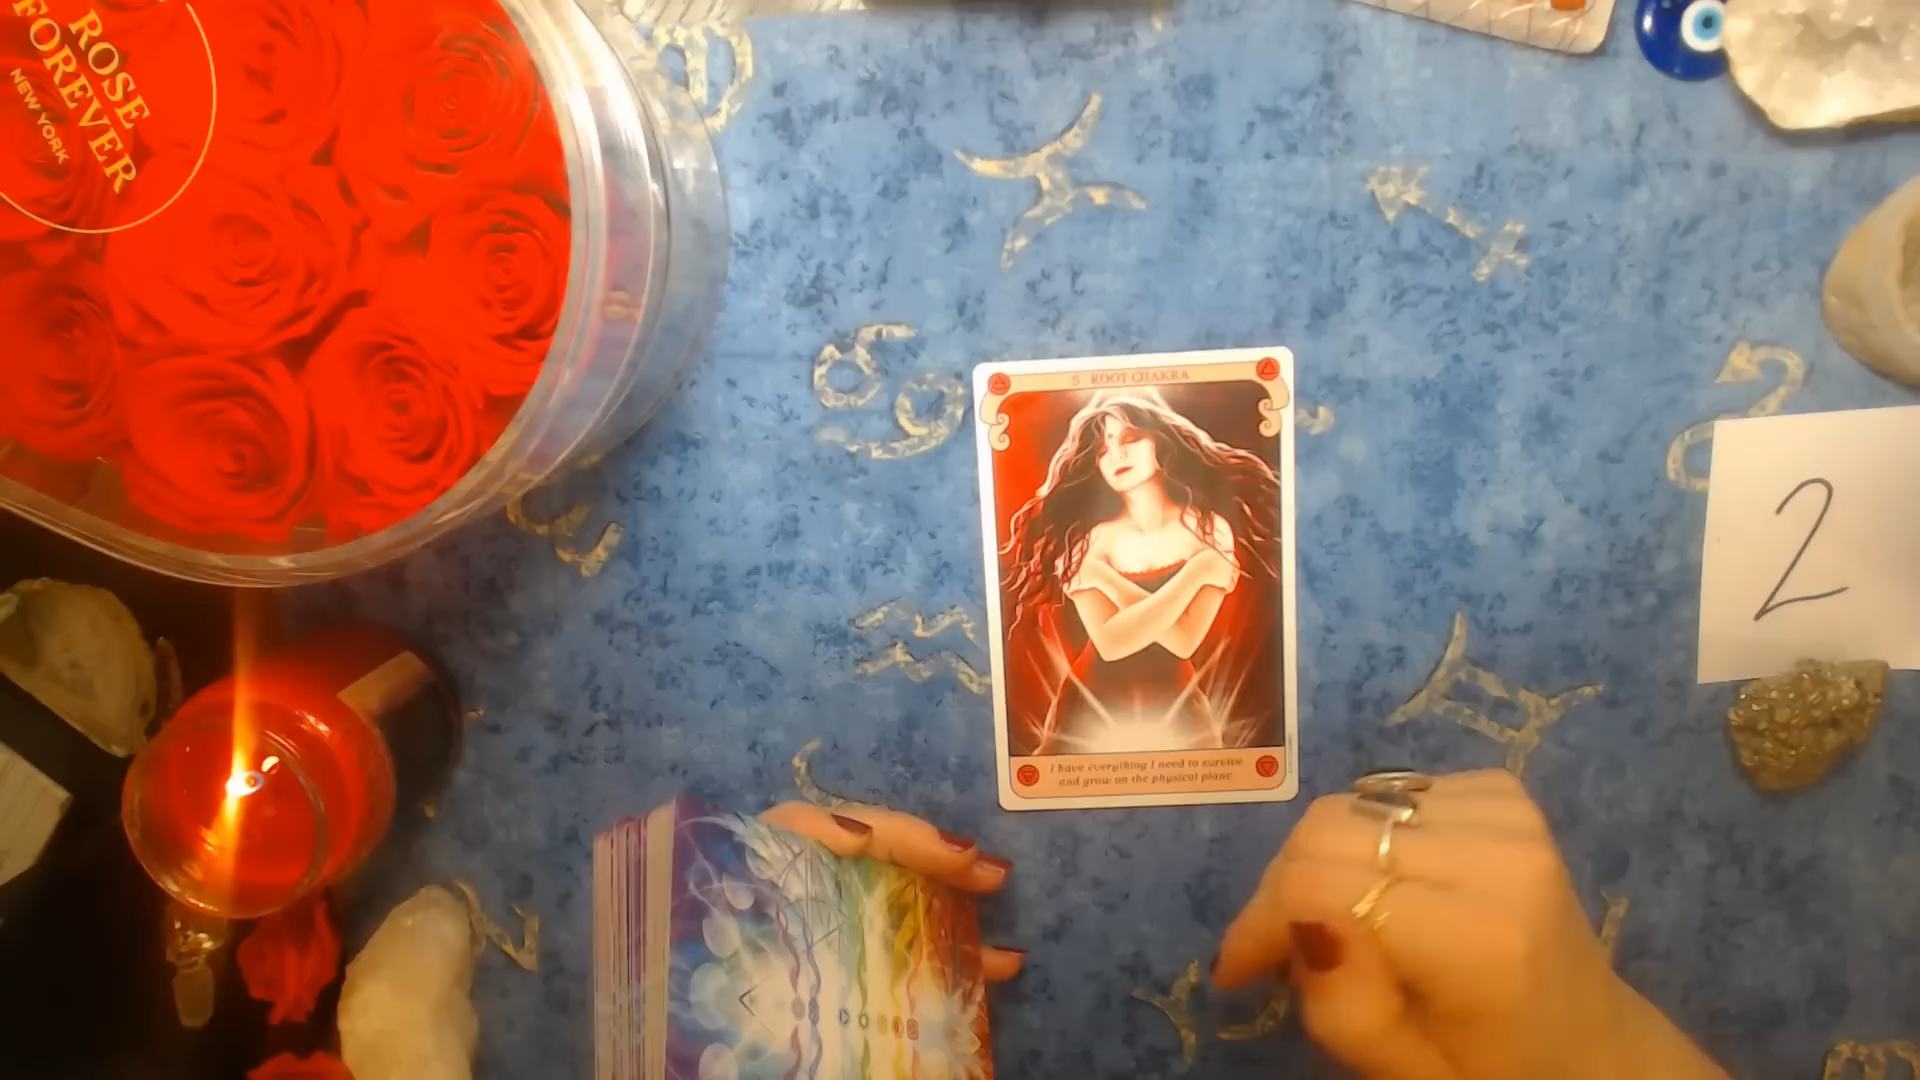 ROSE
FOREVER
NEW YORK
5 ROOT CHAKRA
2
I have everything I need to survive
and grow on the physical plane